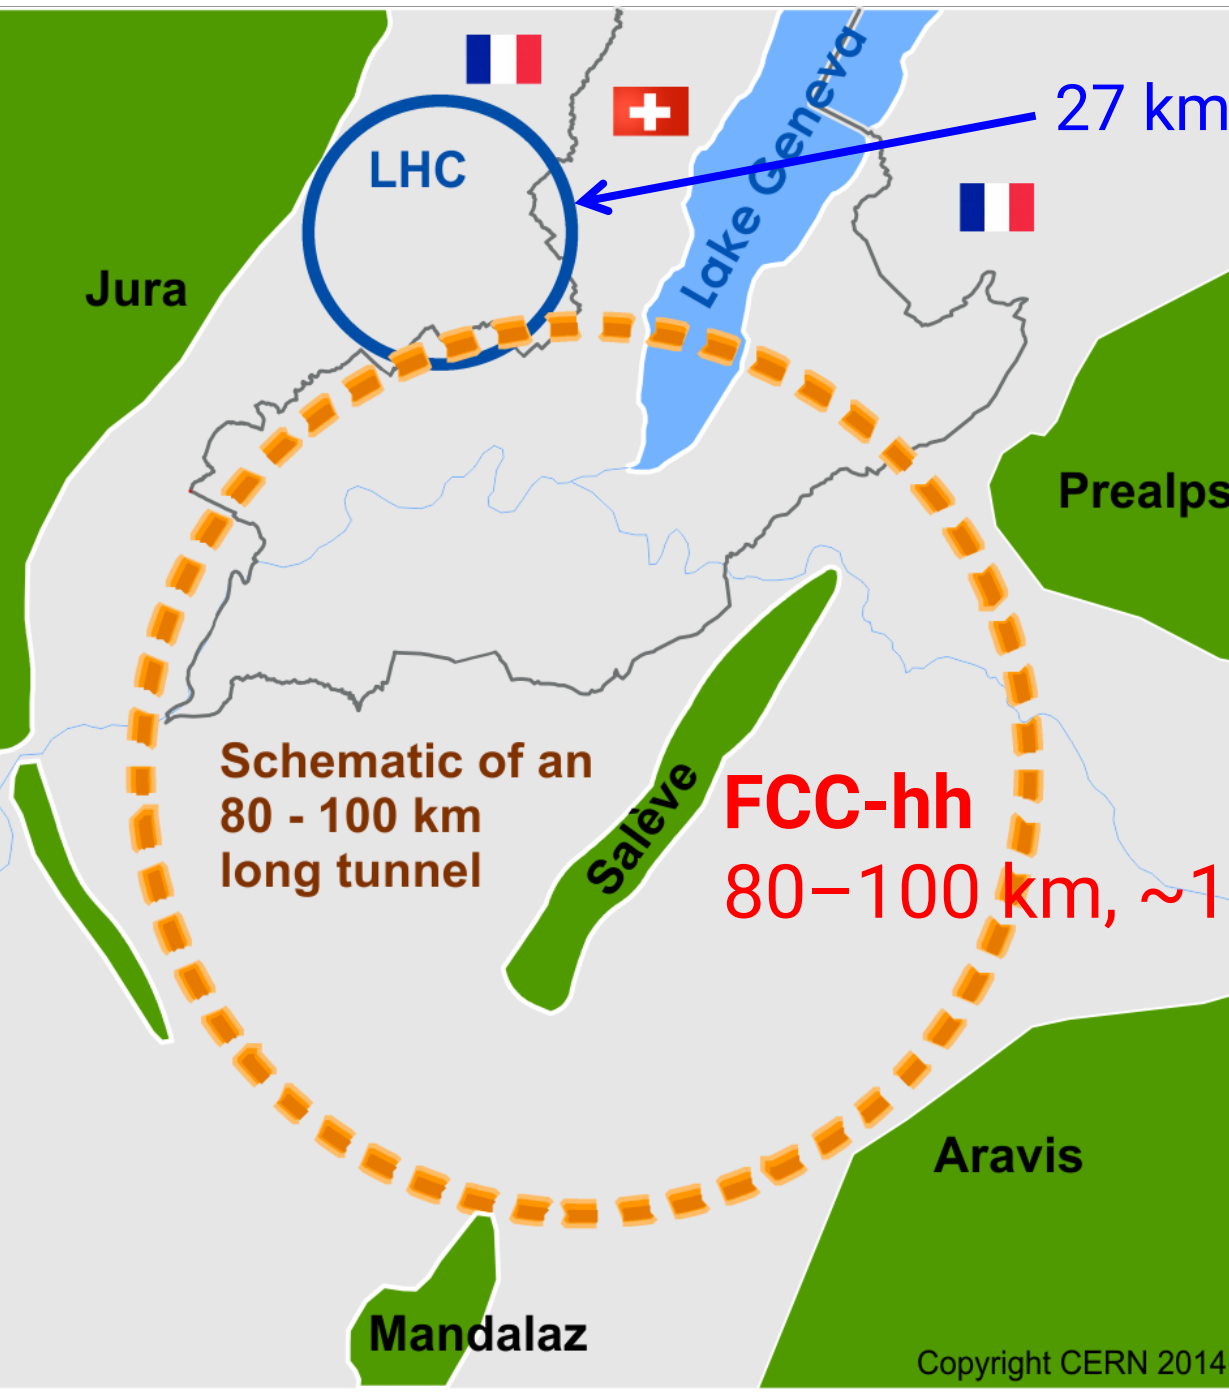 27 km
LHC
Lake Geneva
Jura
Prealps
Schematic of an
80 - 100 km
long tunnel
Salève
FCC-hh
80–100 km, ~1
Aravis
Mandalaz
Copyright CERN 2014